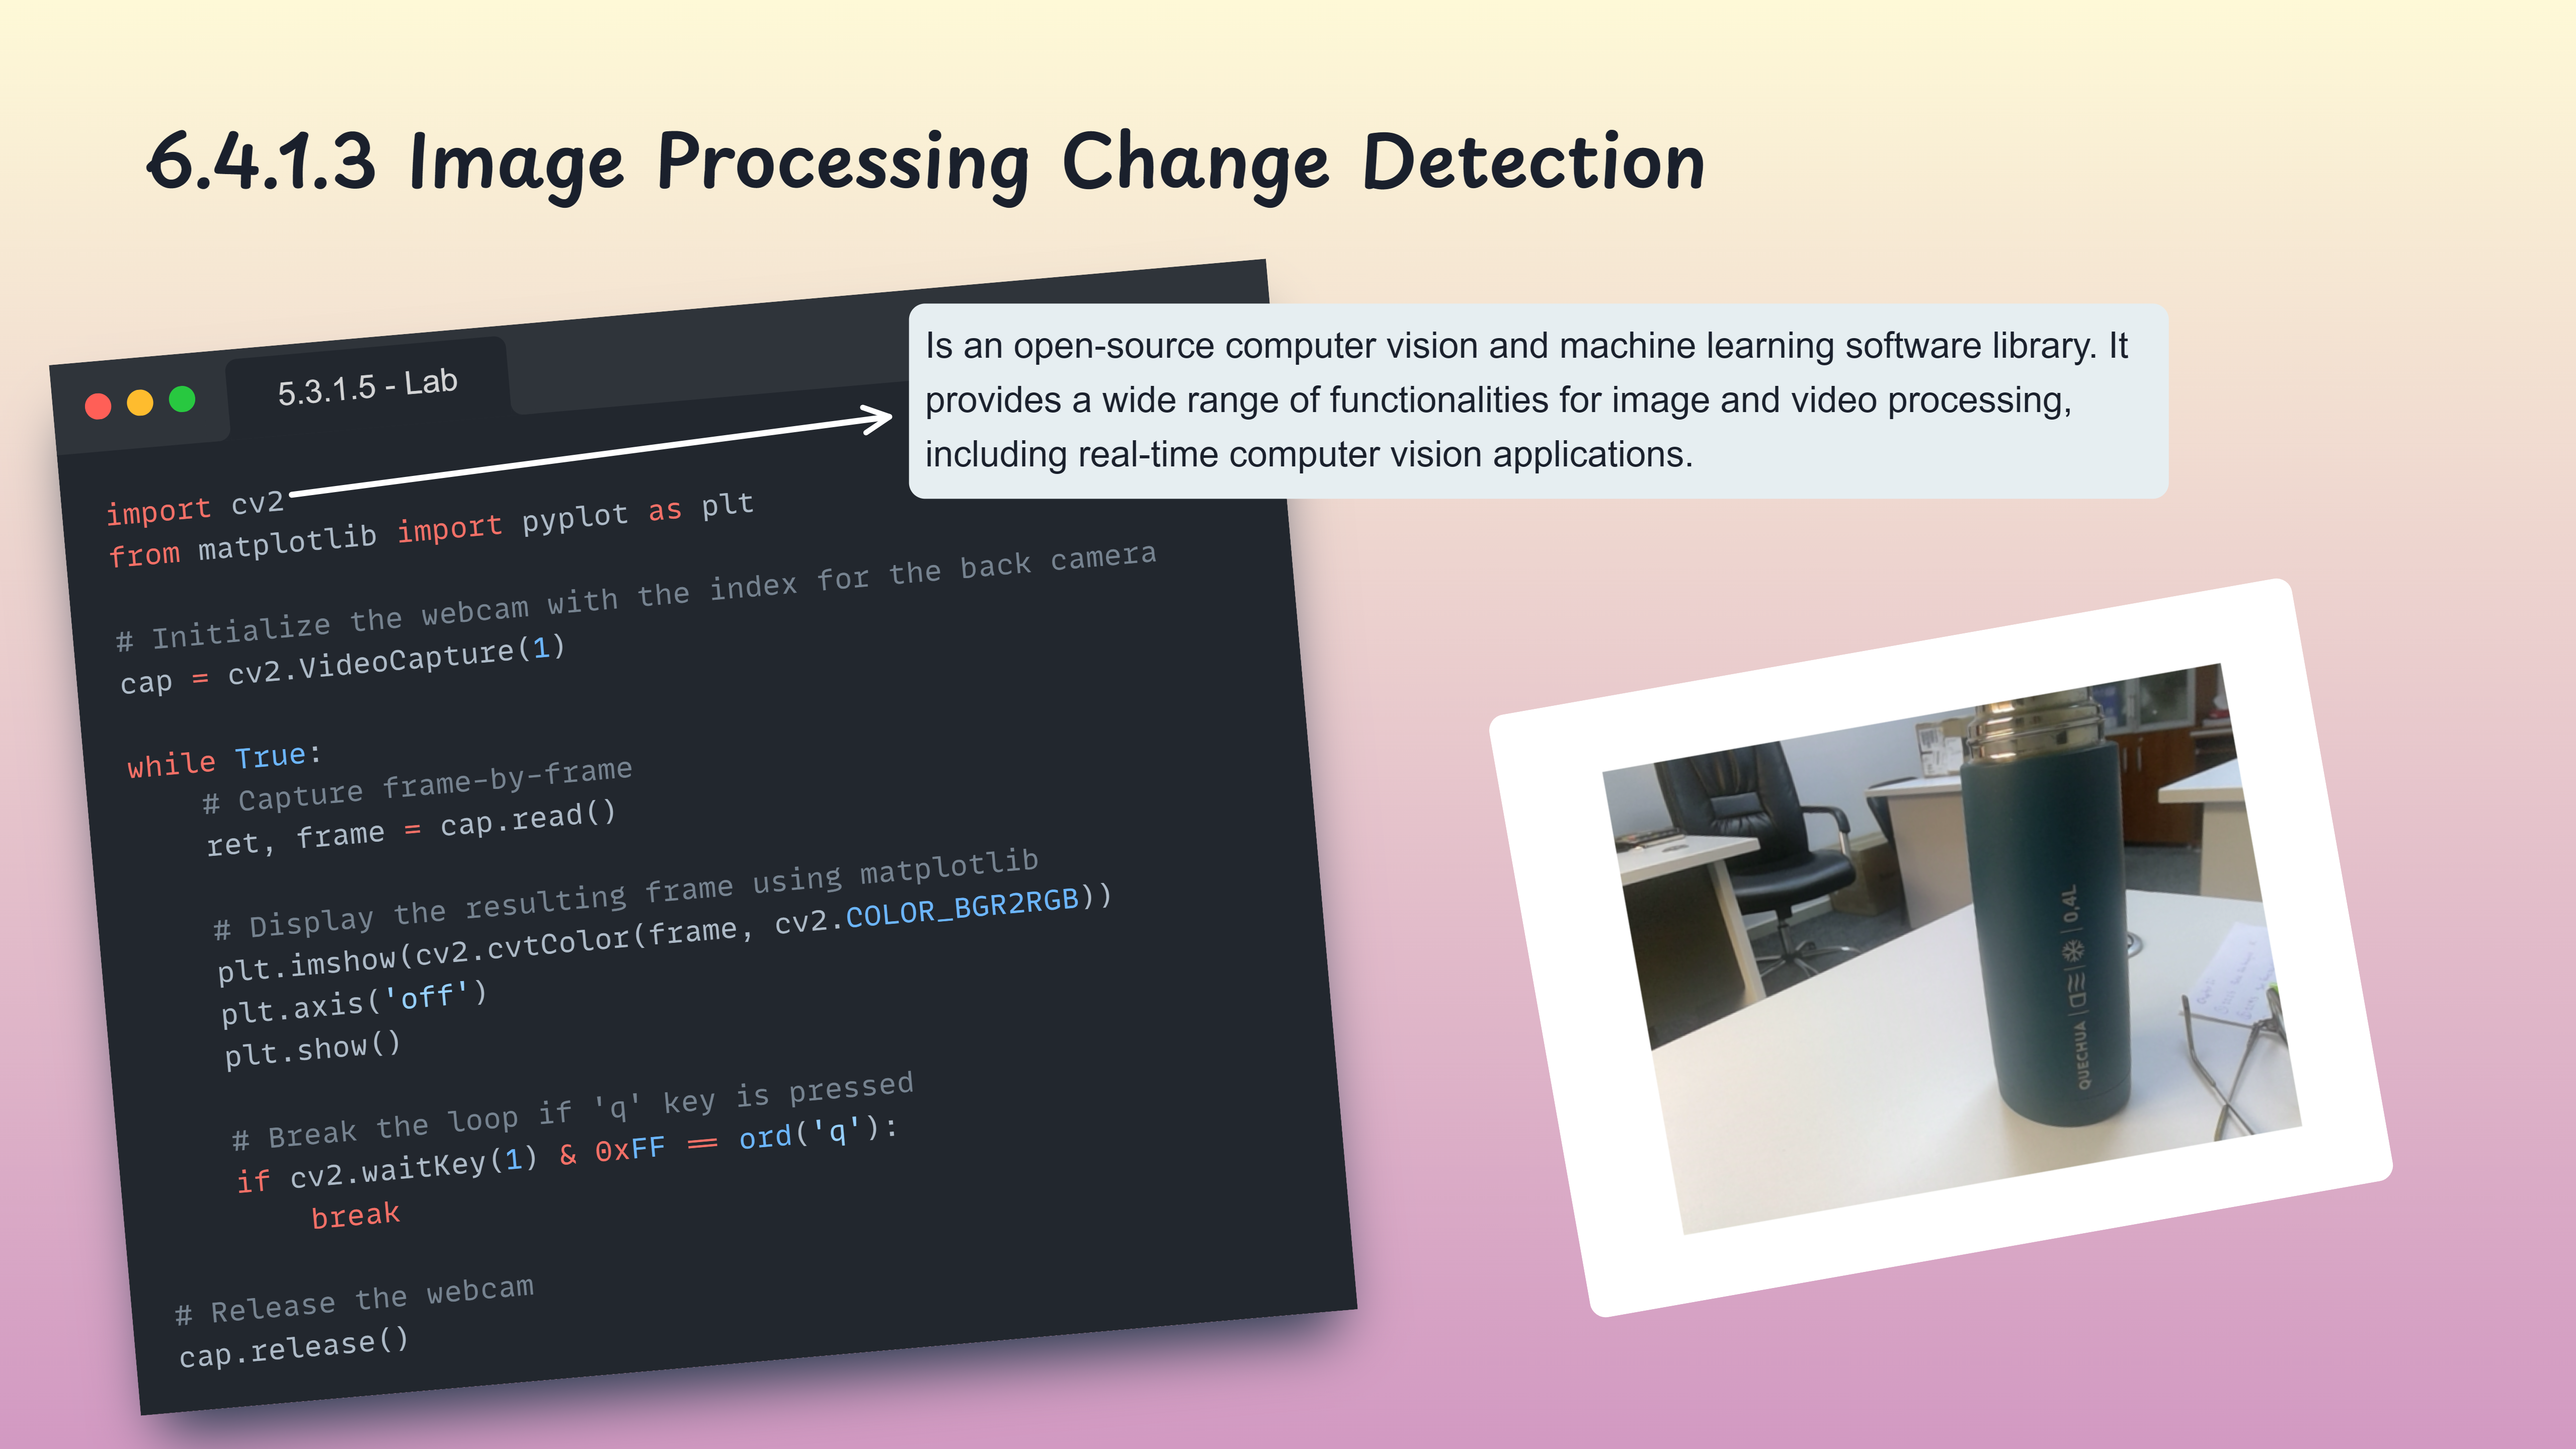 6.4.1.3 Image Processing Change Detection
5.3.1.5 - Lab
Is an open-source computer vision and machine learning software library. It
provides a wide range of functionalities for image and video processing,
including real-time computer vision applications.
import cv2
from matplotlib import pyplot as plt
# Initialize the webcam with the index for the back camera
cap = cv2.VideoCapture(1)
while True:
# Capture frame-by-frame
ret, frame = cap.read()
# Display the resulting frame using matplotlib
plt.imshow(cv2.cvtColor(frame, cv2.COLOR_BGR2RGB))
plt.axis('off')
plt.show()
# Break the loop if 'q' key is pressed
if cv2.waitKey(1) & 0xFF == ord('q'):
break
# Release the webcam
cap.release()
QUECHUA 0,4L